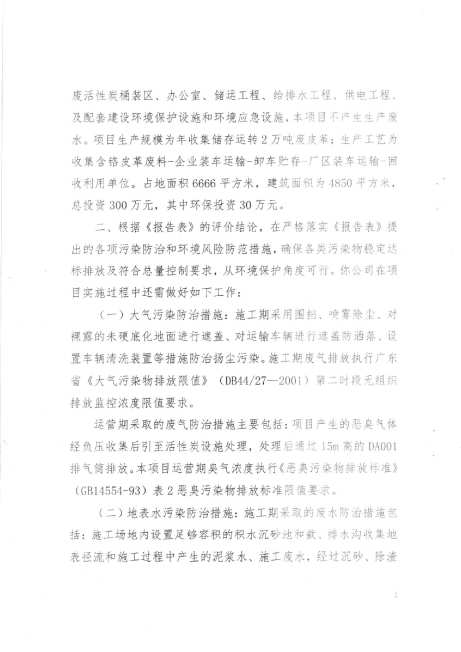 废活性炭桶装区、办公室、储运工程、给排水工程、供电工程、
及配套建设环境保护设施和环境应急设施，本项目不产生生产废
水。项目生产规模为年收集储存运转2万吨废皮革；生产工艺为
收集含铬皮革废料-企业装车运输-卸车贮存-厂区装车运输-回
收利用单位。占地面积6666平方米，建筑面积为4850平方米，
总投资300万元，其中环保投资30万元。
二、根据《报告表》的评价结论，在严格落实《报告表》提
出的各项污染防治和环境风险防范措施，确保各类污染物稳定达
标排放及符合总量控制要求，从环境保护角度可行。你公司在项
目实施过程中还需做好如下工作：
（一）大气污染防治措施：施工期采用围挡、喷雾除尘、对
裸露的未硬底化地面进行遮盖、对运输车辆进行遮盖防洒落、设
置车辆清洗装置等措施防治扬尘污染。施工期废气排放执行广东
省《大气污染物排放限值》（DB44/27—2001）第二时段无组织
排放监控浓度限值要求。
运营期采取的废气防治措施主要包括：项目产生的恶臭气体
经负压收集后引至活性炭设施处理，处理后通过15m高的DA001
排气筒排放。本项目运营期臭气浓度执行《恶臭污染物排放标准》
（GB14554-93）表2恶臭污染物排放标准限值要求。
（二）地表水污染防治措施：施工期采取的废水防治措施包
括：施工场地内设置足够容积的积水沉砂池和截、排水沟收集地
表径流和施工过程中产生的泥浆水、施工废水，经过沉砂、除渣